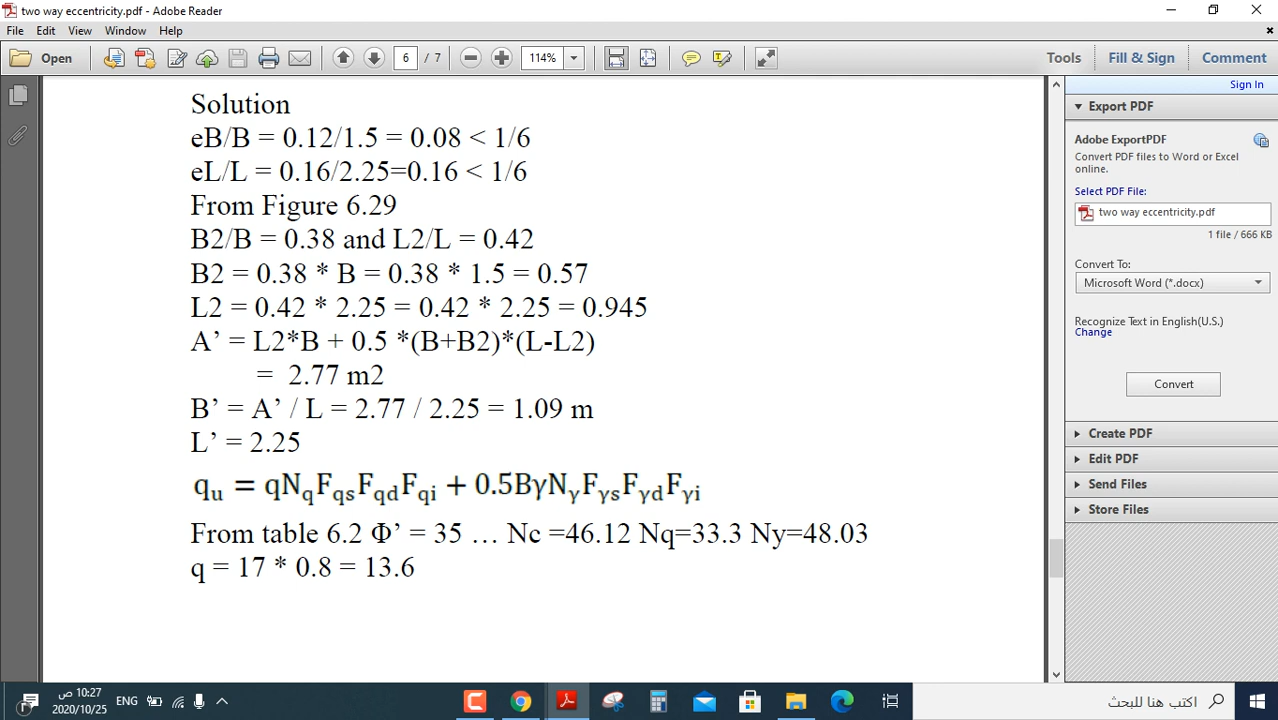 two way eccentricity.pdf - Adobe Reader
File Edit View Window Help
Open 6 / 7 114% Tools Fill & Sign Comment
Sign In
Export PDF
Adobe ExportPDF
Convert PDF files to Word or Excel
online.
Select PDF File:
two way eccentricity.pdf
1 file / 666 KB
Convert To:
Microsoft Word (*.docx)
Recognize Text in English(U.S.)
Change
Convert
Create PDF
Edit PDF
Send Files
Store Files
Solution
eB/B = 0.12/1.5 = 0.08 < 1/6
eL/L = 0.16/2.25=0.16 < 1/6
From Figure 6.29
B2/B = 0.38 and L2/L = 0.42
B2 = 0.38 * B = 0.38 * 1.5 = 0.57
L2 = 0.42 * 2.25 = 0.42 * 2.25 = 0.945
A’ = L2*B + 0.5 *(B+B2)*(L-L2)
= 2.77 m2
B’ = A’ / L = 2.77 / 2.25 = 1.09 m
L’ = 2.25
qu = qNqFqsFqdFqi + 0.5BγNγFγsFγdFγi
From table 6.2 Φ’ = 35 … Nc =46.12 Nq=33.3 Ny=48.03
q = 17 * 0.8 = 13.6
10:27 ص
2020/10/25
ENG
اكتب هنا للبحث